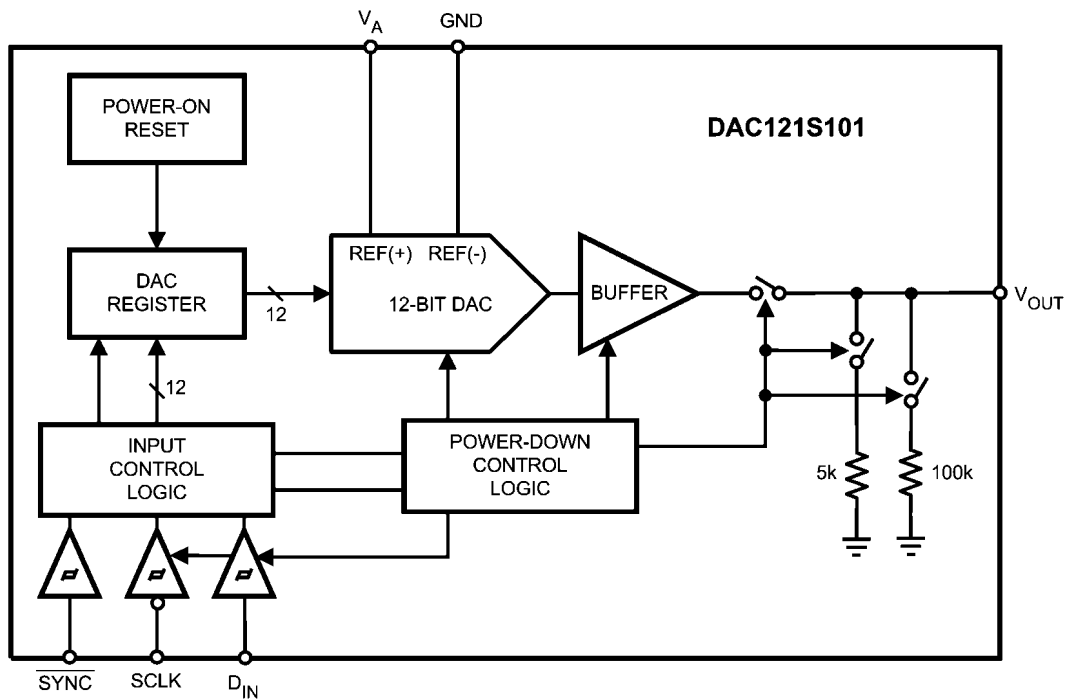 V_A
GND
POWER-ON
RESET
DAC121S101
REF(+) REF(-)
DAC
REGISTER
12
12-BIT DAC
BUFFER
V_OUT
12
INPUT
CONTROL
LOGIC
POWER-DOWN
CONTROL
LOGIC
5k
100k
SYNC
SCLK
D_IN